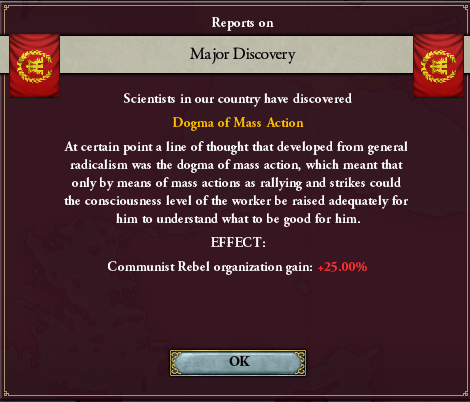 Reports on
Major Discovery
Scientists in our country have discovered
Dogma of Mass Action
At certain point a line of thought that developed from general
radicalism was the dogma of mass action, which meant that
only by means of mass actions as rallying and strikes could
the consciousness level of the worker be raised adequately for
him to understand what to be good for him.
EFFECT:
Communist Rebel organization gain: +25.00%
OK